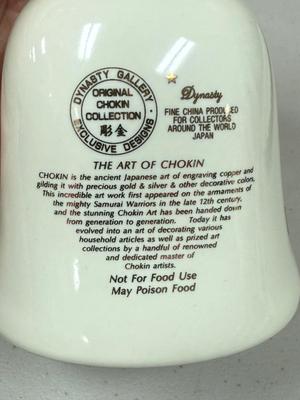 DYNASTY GALLERY
ORIGINAL
CHOKIN
COLLECTION
彫金
EXCLUSIVE DESIGNS
Dynasty
FINE CHINA PRODUCED
FOR COLLECTORS
AROUND THE WORLD
JAPAN
THE ART OF CHOKIN
CHOKIN is the ancient Japanese art of engraving copper and
gilding it with precious gold & silver & other decorative colors.
This incredible art work first appeared on the armaments of
the mighty Samurai Warriors in the late 12th century,
and the stunning Chokin Art has been handed down
from generation to generation. Today it has
evolved into an art of decorating various
household articles as well as prized art
collections by a handful of renowned
and dedicated master of
Chokin artists.
Not For Food Use
May Poison Food